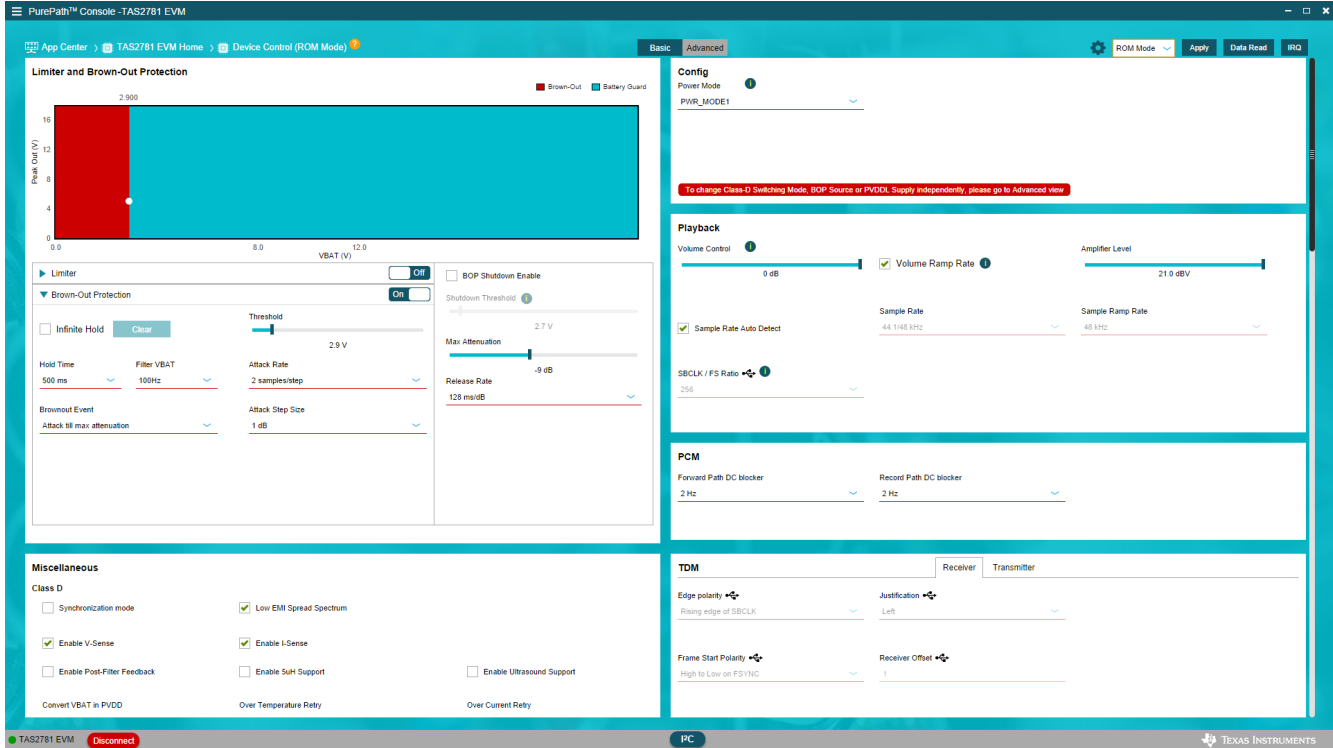 PurePath™ Console -TAS2781 EVM
App Center
TAS2781 EVM Home
Device Control (ROM Mode)
?
Basic
Advanced
ROM Mode
Apply
Data Read
IRQ
Limiter and Brown-Out Protection
Brown-Out
Battery Guard
2.900
16
12
8
4
0
Peak Out (V)
0.0
8.0
12.0
VBAT (V)
Limiter
Off
Brown-Out Protection
On
Infinite Hold
Clear
Threshold
2.9 V
Hold Time
Filter VBAT
Attack Rate
500 ms
100Hz
2 samples/step
Brownout Event
Attack Step Size
Attack till max attenuation
1 dB
BOP Shutdown Enable
Shutdown Threshold
i
2.7 V
Max Attenuation
-9 dB
Release Rate
128 ms/dB
Config
Power Mode
i
PWR_MODE1
To change Class-D Switching Mode, BOP Source or PVDDL Supply independently, please go to Advanced view
Playback
Volume Control
i
0 dB
Volume Ramp Rate
i
Amplifier Level
21.0 dBV
Sample Rate Auto Detect
Sample Rate
44.1/48 kHz
Sample Ramp Rate
48 kHz
SBCLK / FS Ratio
i
256
PCM
Forward Path DC blocker
Record Path DC blocker
2 Hz
2 Hz
Miscellaneous
Class D
Synchronization mode
Low EMI Spread Spectrum
Enable V-Sense
Enable I-Sense
Enable Post-Filter Feedback
Enable 5uH Support
Enable Ultrasound Support
Convert VBAT in PVDD
Over Temperature Retry
Over Current Retry
TDM
Receiver
Transmitter
Edge polarity
Justification
Rising edge of SBCLK
Left
Frame Start Polarity
Receiver Offset
High to Low on FSYNC
1
TAS2781 EVM
Disconnect
I²C
TEXAS INSTRUMENTS